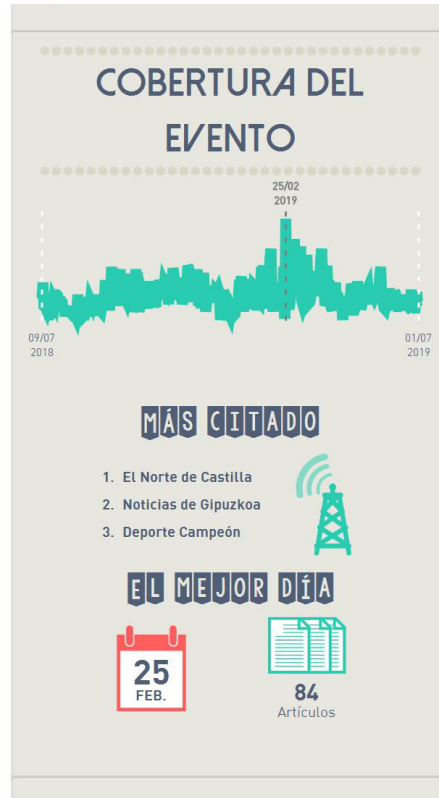 COBERTURA DEL
EVENTO
25/02
2019
09/07
2018
01/07
2019
MÁS CITADO
1. El Norte de Castilla
2. Noticias de Gipuzkoa
3. Deporte Campeón
EL MEJOR DÍA
25
FEB.
84
Artículos